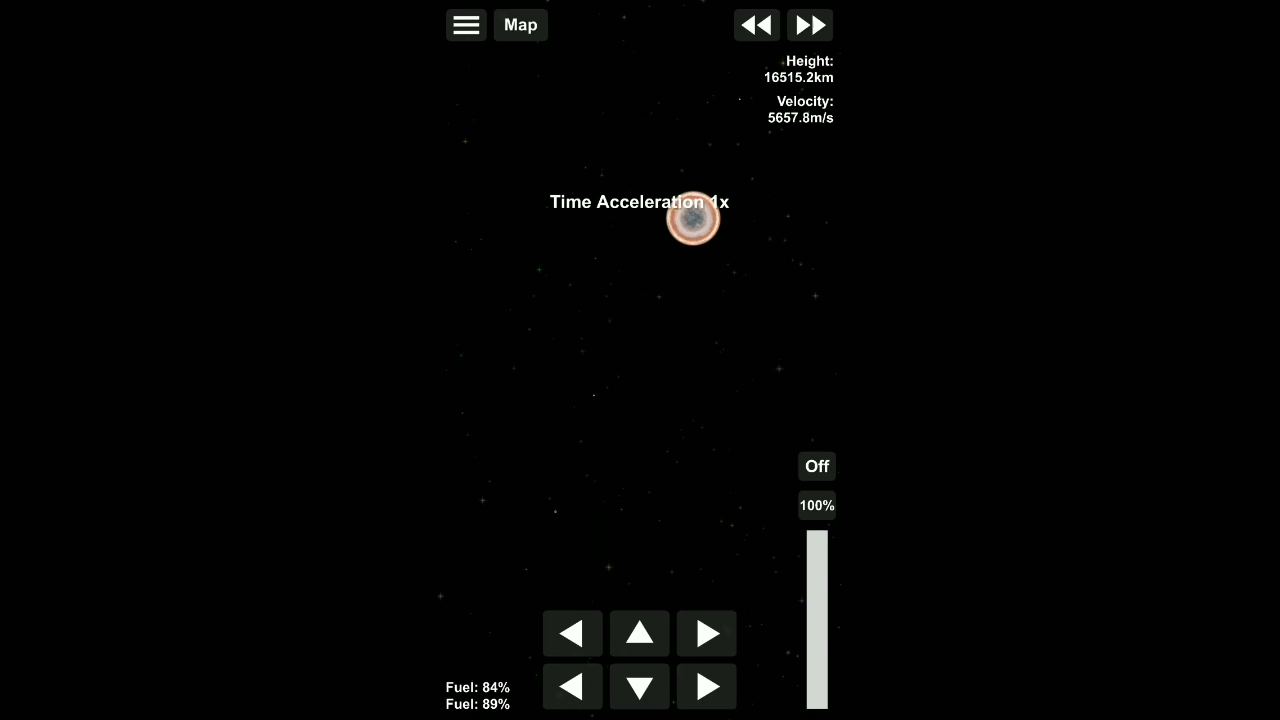 Map
Height:
16515.2km
Velocity:
5657.8m/s
Time Acceleration 1x
Off
100%
Fuel: 84%
Fuel: 89%